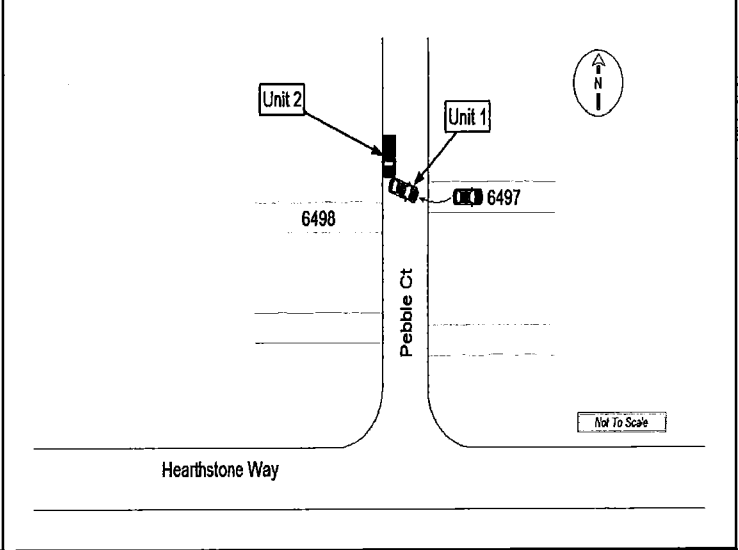 Unit 2
Unit 1
N
6497
6498
Pebble Ct
Not To Scale
Hearthstone Way